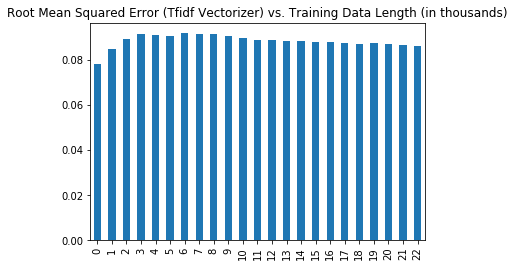 Root Mean Squared Error (Tfidf Vectorizer) vs. Training Data Length (in thousands)
0.08
0.06
0.04
0.02
0.00
0 1 2 3 4 5 6 7 8 9 10 11 12 13 14 15 16 17 18 19 20 21 22